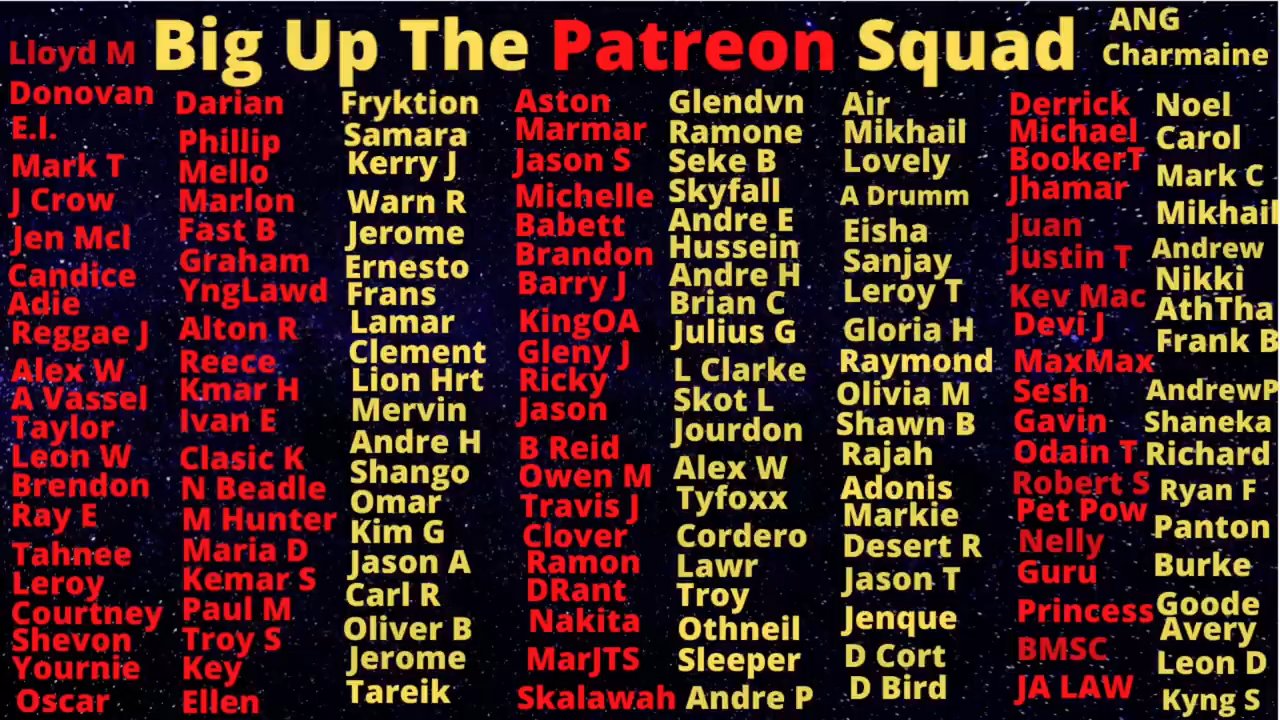 Big Up The Patreon Squad
ANG
Charmaine
Lloyd M
Donovan
E.I.
Mark T
J Crow
Jen Mcl
Candice
Adie
Reggae J
Alex W
A Vassel
Taylor
Leon W
Brendon
Ray E
Tahnee
Leroy
Courtney
Shevon
Yournie
Oscar
Darian
Phillip
Mello
Marlon
Fast B
Graham
YngLawd
Alton R
Reece
Kmar H
Ivan E
Clasic K
N Beadle
M Hunter
Maria D
Kemar S
Paul M
Troy S
Key
Ellen
Fryktion
Samara
Kerry J
Warn R
Jerome
Ernesto
Frans
Lamar
Clement
Lion Hrt
Mervin
Andre H
Shango
Omar
Kim G
Jason A
Carl R
Oliver B
Jerome
Tareik
Aston
Marmar
Jason S
Michelle
Babett
Brandon
Barry J
KingOA
Gleny J
Ricky
Jason
B Reid
Owen M
Travis J
Clover
Ramon
DRant
Nakita
MarJTS
Skalawah
Glendvn
Ramone
Seke B
Skyfall
Andre E
Hussein
Andre H
Brian C
Julius G
L Clarke
Skot L
Jourdon
Alex W
Tyfoxx
Cordero
Lawr
Troy
Othneil
Sleeper
Andre P
Air
Mikhail
Lovely
A Drumm
Eisha
Sanjay
Leroy T
Gloria H
Raymond
Olivia M
Shawn B
Rajah
Adonis
Markie
Desert R
Jason T
Jenque
D Cort
D Bird
Derrick
Michael
BookerT
Jhamar
Juan
Justin T
Kev Mac
Devi J
MaxMax
Sesh
Gavin
Odain T
Robert S
Pet Pow
Nelly
Guru
Princess
BMSC
JA LAW
Noel
Carol
Mark C
Mikhail
Andrew
Nikki
AthTha
Frank B
AndrewP
Shaneka
Richard
Ryan F
Panton
Burke
Goode
Avery
Leon D
Kyng S